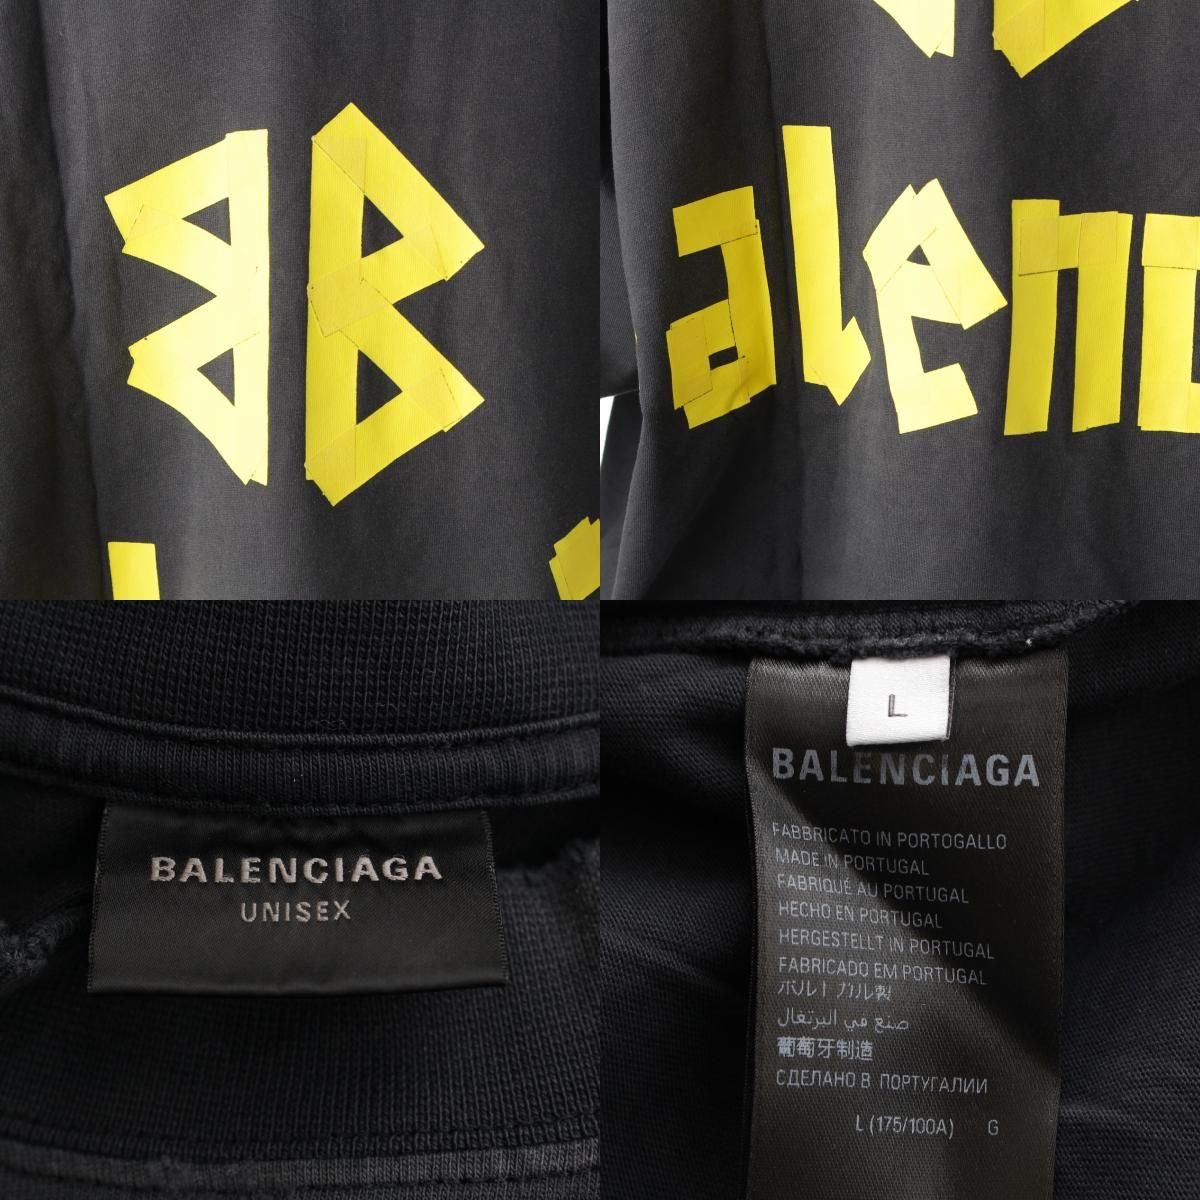 BB
alenc
BALENCIAGA
UNISEX
L
BALENCIAGA
FABBRICATO IN PORTOGALLO
MADE IN PORTUGAL
FABRIQUÉ AU PORTUGAL
HECHO EN PORTUGAL
HERGESTELLT IN PORTUGAL
FABRICADO EM PORTUGAL
ポルトガル製
صنع في البرتغال
葡萄牙制造
СДЕЛАНО В ПОРТУГАЛИИ
L (175/100A) G